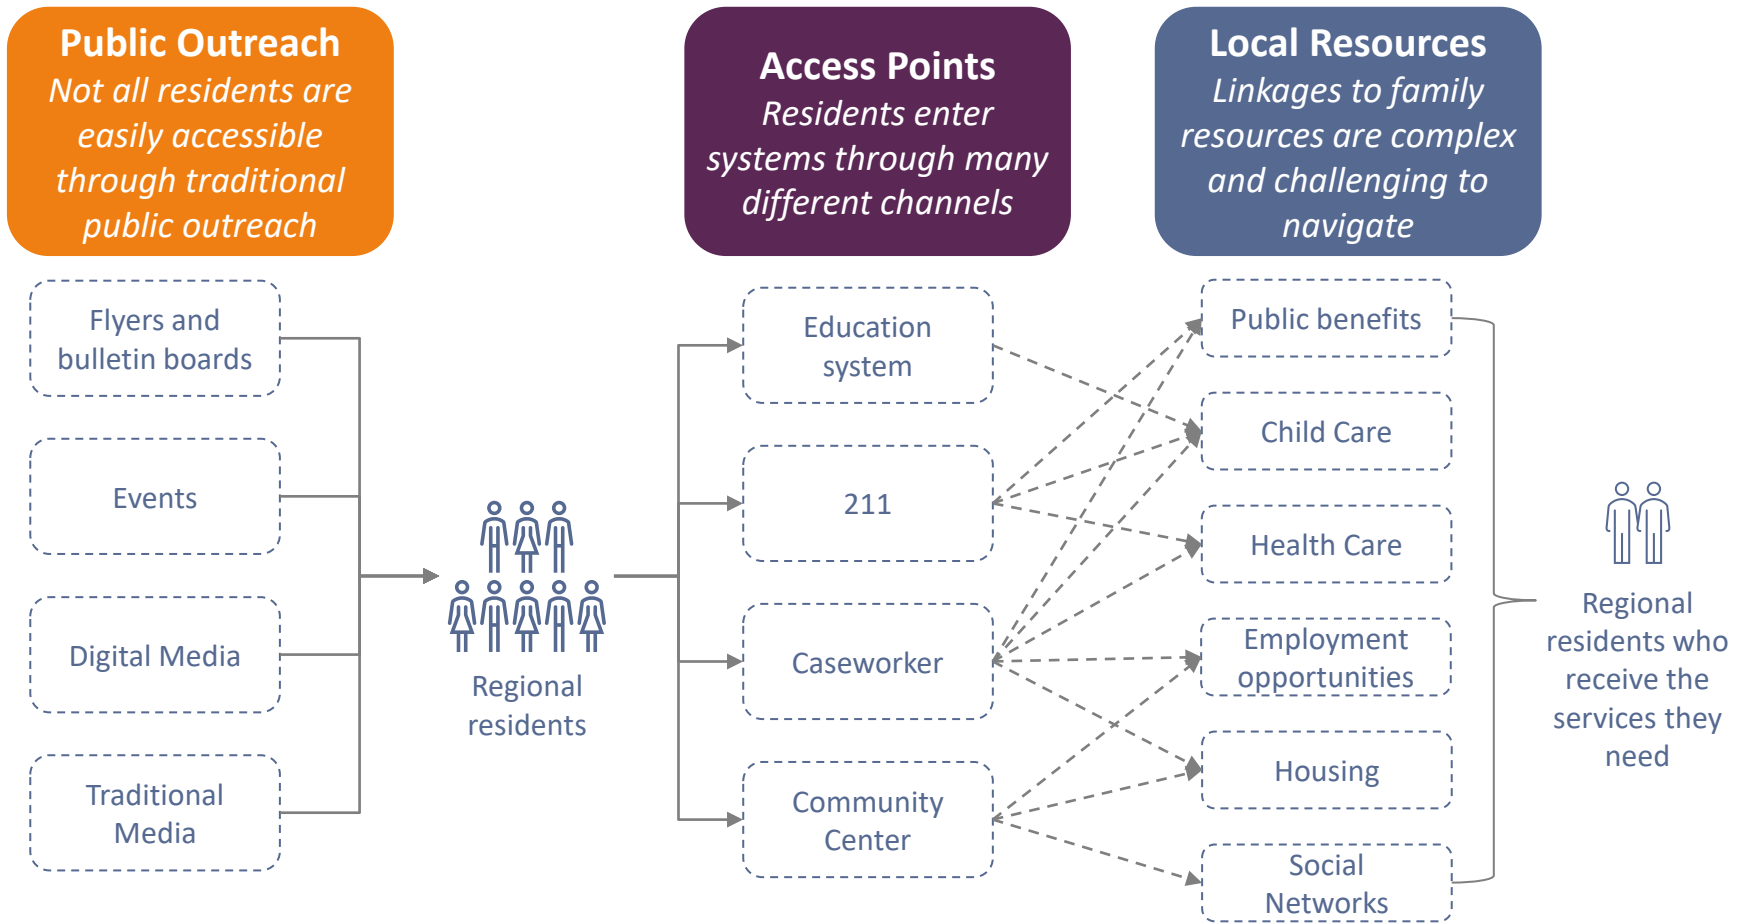 Public Outreach
Not all residents are
easily accessible
through traditional
public outreach
Access Points
Residents enter
systems through many
different channels
Local Resources
Linkages to family
resources are complex
and challenging to
navigate
Flyers and
bulletin boards
Events
Digital Media
Traditional
Media
Regional
residents
Education
system
211
Caseworker
Community
Center
Public benefits
Child Care
Health Care
Employment
opportunities
Housing
Social
Networks
Regional
residents who
receive the
services they
need